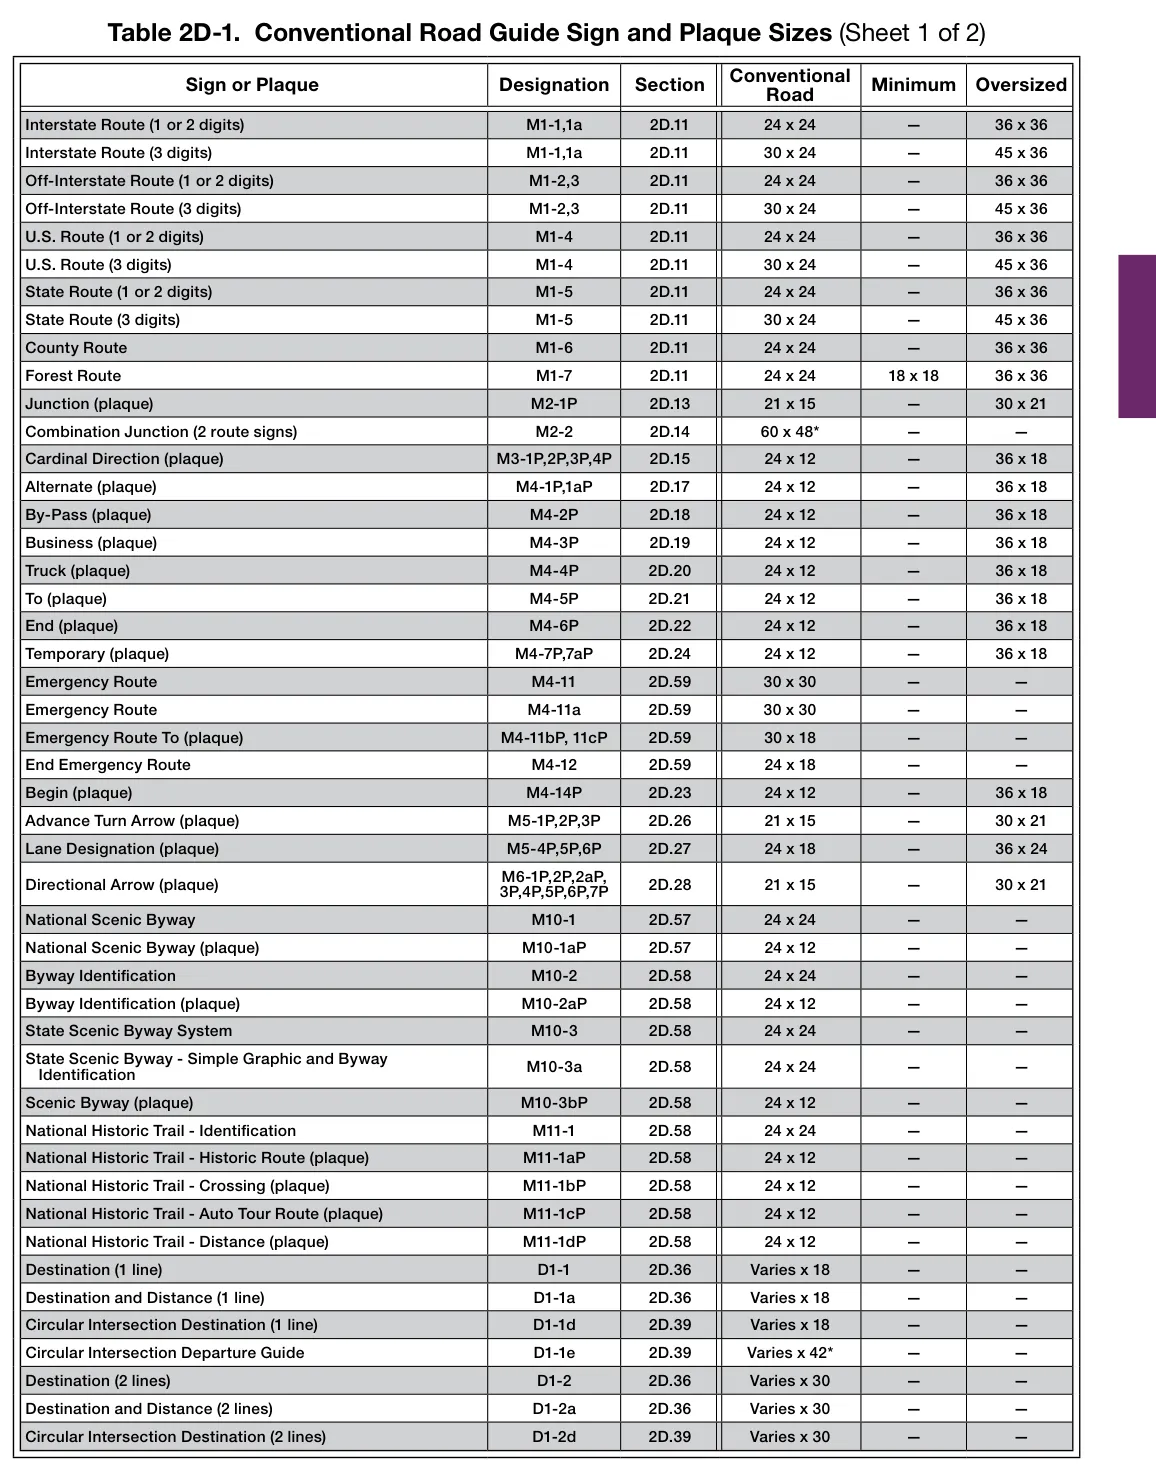 Table 2D-1. Conventional Road Guide Sign and Plaque Sizes (Sheet 1 of 2)
Sign or Plaque Designation Section Conventional Road Minimum Oversized
Interstate Route (1 or 2 digits) M1-1,1a 2D.11 24 x 24 — 36 x 36
Interstate Route (3 digits) M1-1,1a 2D.11 30 x 24 — 45 x 36
Off-Interstate Route (1 or 2 digits) M1-2,3 2D.11 24 x 24 — 36 x 36
Off-Interstate Route (3 digits) M1-2,3 2D.11 30 x 24 — 45 x 36
U.S. Route (1 or 2 digits) M1-4 2D.11 24 x 24 — 36 x 36
U.S. Route (3 digits) M1-4 2D.11 30 x 24 — 45 x 36
State Route (1 or 2 digits) M1-5 2D.11 24 x 24 — 36 x 36
State Route (3 digits) M1-5 2D.11 30 x 24 — 45 x 36
County Route M1-6 2D.11 24 x 24 — 36 x 36
Forest Route M1-7 2D.11 24 x 24 18 x 18 36 x 36
Junction (plaque) M2-1P 2D.13 21 x 15 — 30 x 21
Combination Junction (2 route signs) M2-2 2D.14 60 x 48* — —
Cardinal Direction (plaque) M3-1P,2P,3P,4P 2D.15 24 x 12 — 36 x 18
Alternate (plaque) M4-1P,1aP 2D.17 24 x 12 — 36 x 18
By-Pass (plaque) M4-2P 2D.18 24 x 12 — 36 x 18
Business (plaque) M4-3P 2D.19 24 x 12 — 36 x 18
Truck (plaque) M4-4P 2D.20 24 x 12 — 36 x 18
To (plaque) M4-5P 2D.21 24 x 12 — 36 x 18
End (plaque) M4-6P 2D.22 24 x 12 — 36 x 18
Temporary (plaque) M4-7P,7aP 2D.24 24 x 12 — 36 x 18
Emergency Route M4-11 2D.59 30 x 30 — —
Emergency Route M4-11a 2D.59 30 x 30 — —
Emergency Route To (plaque) M4-11bP, 11cP 2D.59 30 x 18 — —
End Emergency Route M4-12 2D.59 24 x 18 — —
Begin (plaque) M4-14P 2D.23 24 x 12 — 36 x 18
Advance Turn Arrow (plaque) M5-1P,2P,3P 2D.26 21 x 15 — 30 x 21
Lane Designation (plaque) M5-4P,5P,6P 2D.27 24 x 18 — 36 x 24
Directional Arrow (plaque) M6-1P,2P,2aP, 3P,4P,5P,6P,7P 2D.28 21 x 15 — 30 x 21
National Scenic Byway M10-1 2D.57 24 x 24 — —
National Scenic Byway (plaque) M10-1aP 2D.57 24 x 12 — —
Byway Identification M10-2 2D.58 24 x 24 — —
Byway Identification (plaque) M10-2aP 2D.58 24 x 12 — —
State Scenic Byway System M10-3 2D.58 24 x 24 — —
State Scenic Byway - Simple Graphic and Byway
Identification M10-3a 2D.58 24 x 24 — —
Scenic Byway (plaque) M10-3bP 2D.58 24 x 12 — —
National Historic Trail - Identification M11-1 2D.58 24 x 24 — —
National Historic Trail - Historic Route (plaque) M11-1aP 2D.58 24 x 12 — —
National Historic Trail - Crossing (plaque) M11-1bP 2D.58 24 x 12 — —
National Historic Trail - Auto Tour Route (plaque) M11-1cP 2D.58 24 x 12 — —
National Historic Trail - Distance (plaque) M11-1dP 2D.58 24 x 12 — —
Destination (1 line) D1-1 2D.36 Varies x 18 — —
Destination and Distance (1 line) D1-1a 2D.36 Varies x 18 — —
Circular Intersection Destination (1 line) D1-1d 2D.39 Varies x 18 — —
Circular Intersection Departure Guide D1-1e 2D.39 Varies x 42* — —
Destination (2 lines) D1-2 2D.36 Varies x 30 — —
Destination and Distance (2 lines) D1-2a 2D.36 Varies x 30 — —
Circular Intersection Destination (2 lines) D1-2d 2D.39 Varies x 30 — —